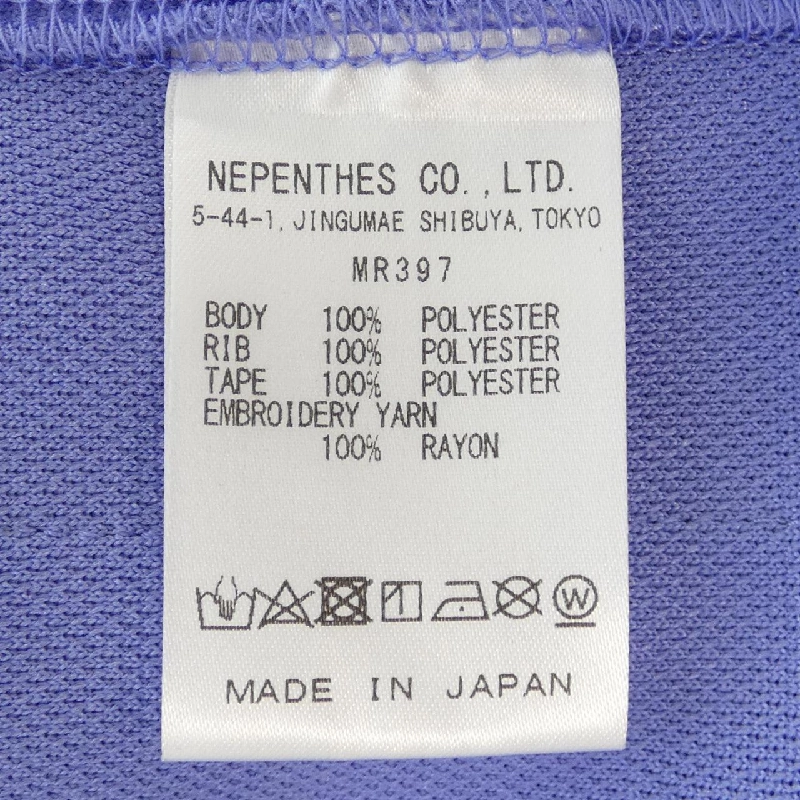 NEPENTHES CO., LTD.
5-44-1, JINGUMAE SHIBUYA, TOKYO
MR397
BODY 100% POLYESTER
RIB 100% POLYESTER
TAPE 100% POLYESTER
EMBROIDERY YARN
100% RAYON
W
MADE IN JAPAN